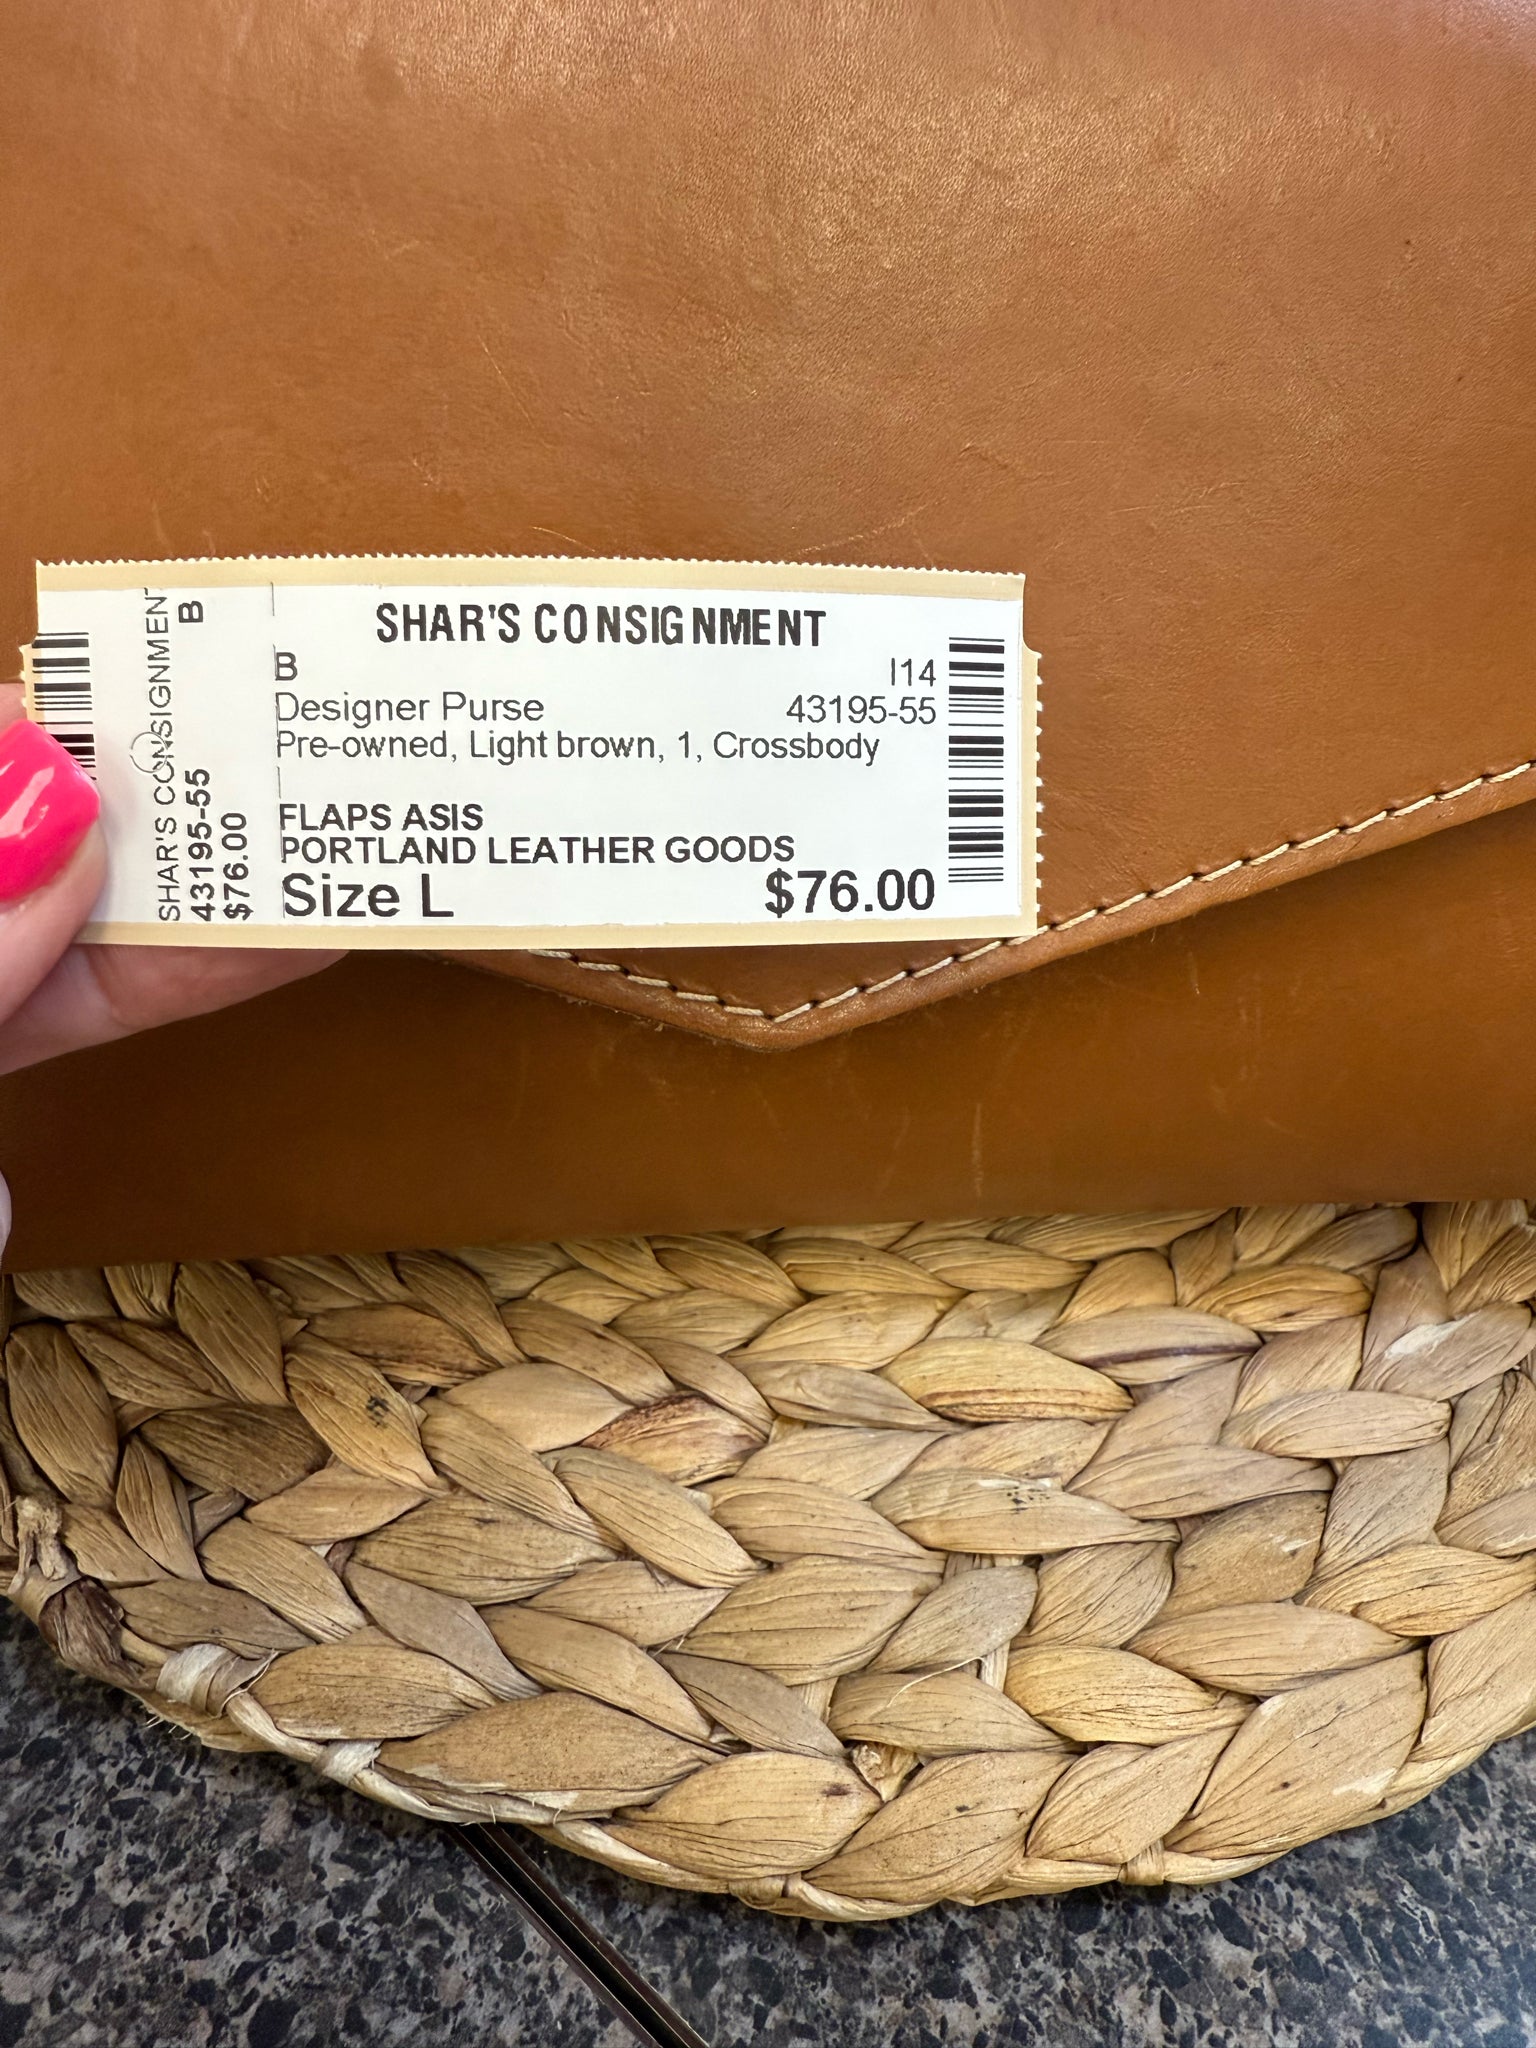 SHAR'S CONSIGNMENT
B
43195-55
$76.00
SHAR'S CONSIGNMENT
B I14
Designer Purse 43195-55
Pre-owned, Light brown, 1, Crossbody
FLAPS ASIS
PORTLAND LEATHER GOODS
Size L $76.00